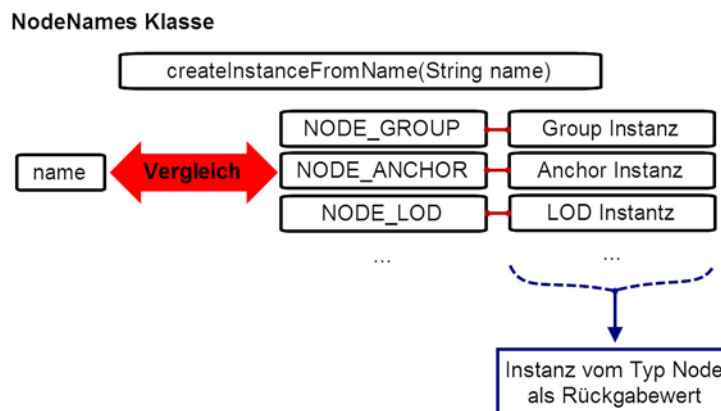 NodeNames Klasse
createInstanceFromName(String name)
NODE_GROUP
Group Instanz
name
Vergleich
NODE_ANCHOR
Anchor Instanz
NODE_LOD
LOD Instantz
...
...
Instanz vom Typ Node
als Rückgabewert